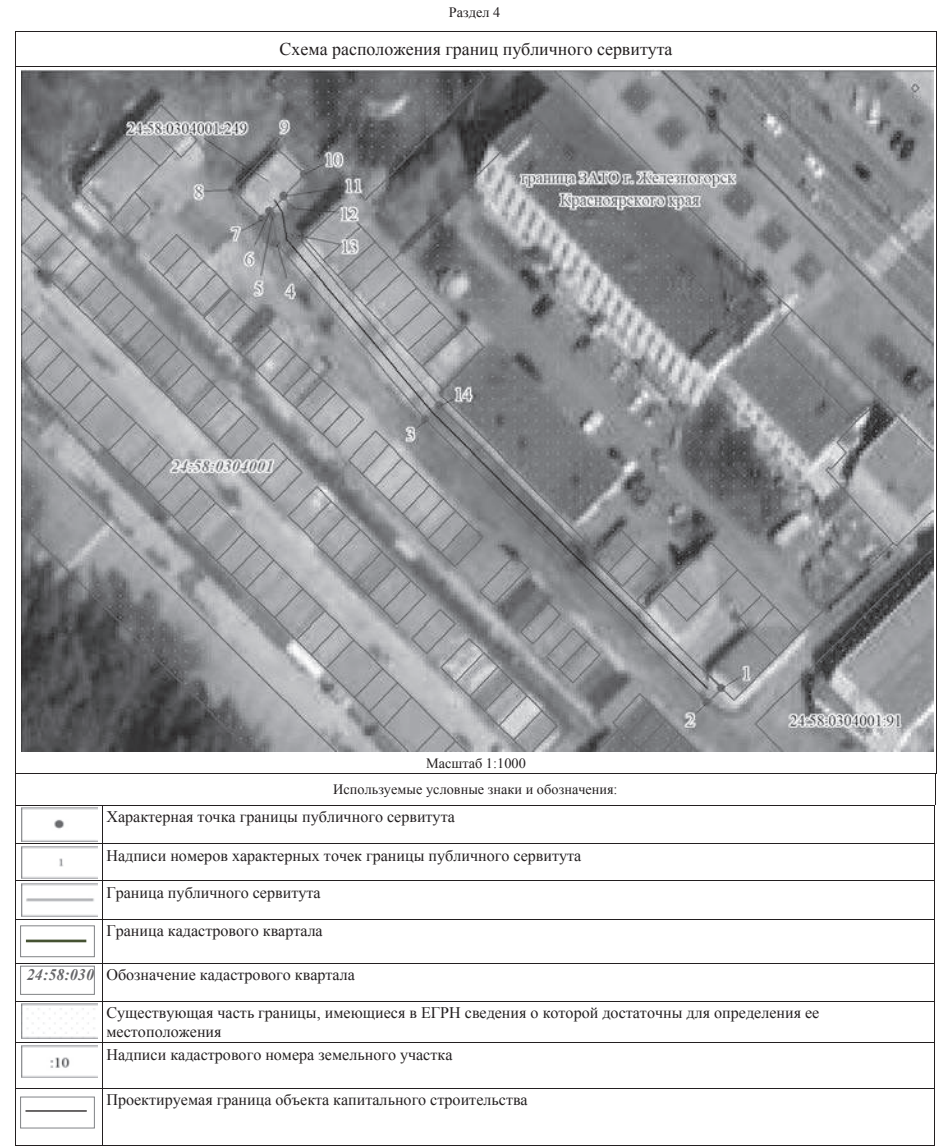 Раздел 4
Схема расположения границ публичного сервитута
24:58:0304001:249
9
10
8
11
12
7
13
6
5
4
граница ЗАТО г. Железногорск
Красноярского края
14
3
24:58:0304001
1
2
24:58:0304001:91
Масштаб 1:1000
Используемые условные знаки и обозначения:
Характерная точка границы публичного сервитута
1
Надписи номеров характерных точек границы публичного сервитута
Граница публичного сервитута
Граница кадастрового квартала
24:58:030
Обозначение кадастрового квартала
Существующая часть границы, имеющиеся в ЕГРН сведения о которой достаточны для определения ее
местоположения
:10
Надписи кадастрового номера земельного участка
Проектируемая граница объекта капитального строительства